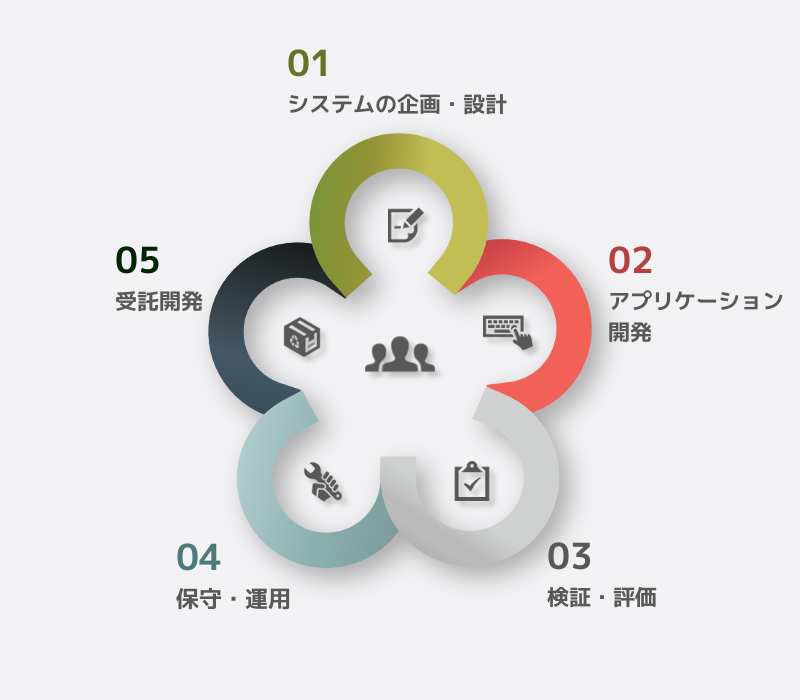 01
システムの企画・設計
02
アプリケーション
開発
03
検証・評価
04
保守・運用
05
受託開発